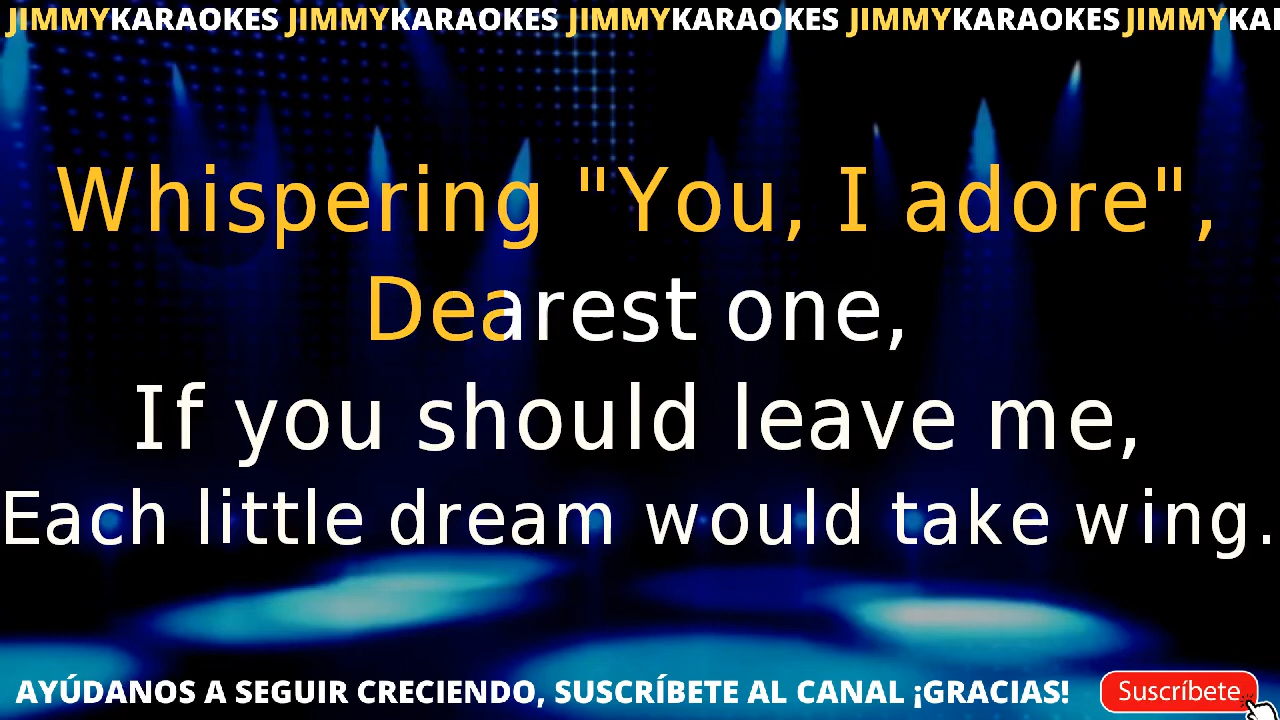 JIMMYKARAOKES JIMMYKARAOKES JIMMYKARAOKES JIMMYKARAOKES JIMMYKAI
Whispering "You, I adore",
Dearest one,
If you should leave me,
Each little dream would take wing.
AYÚDANOS A SEGUIR CRECIENDO, SUSCRÍBETE AL CANAL ¡GRACIAS!
Suscríbete